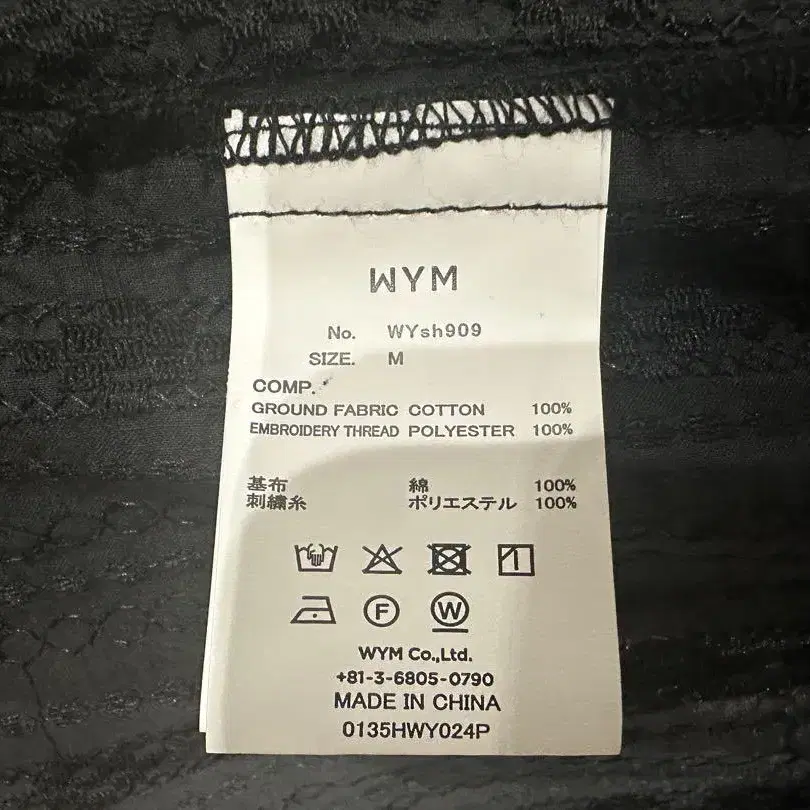 WYM
No. WYsh909
SIZE. M
COMP.
GROUND FABRIC COTTON 100%
EMBROIDERY THREAD POLYESTER 100%
基布 綿 100%
刺繍糸 ポリエステル 100%
F W
WYM Co.,Ltd.
+81-3-6805-0790
MADE IN CHINA
0135HWY024P